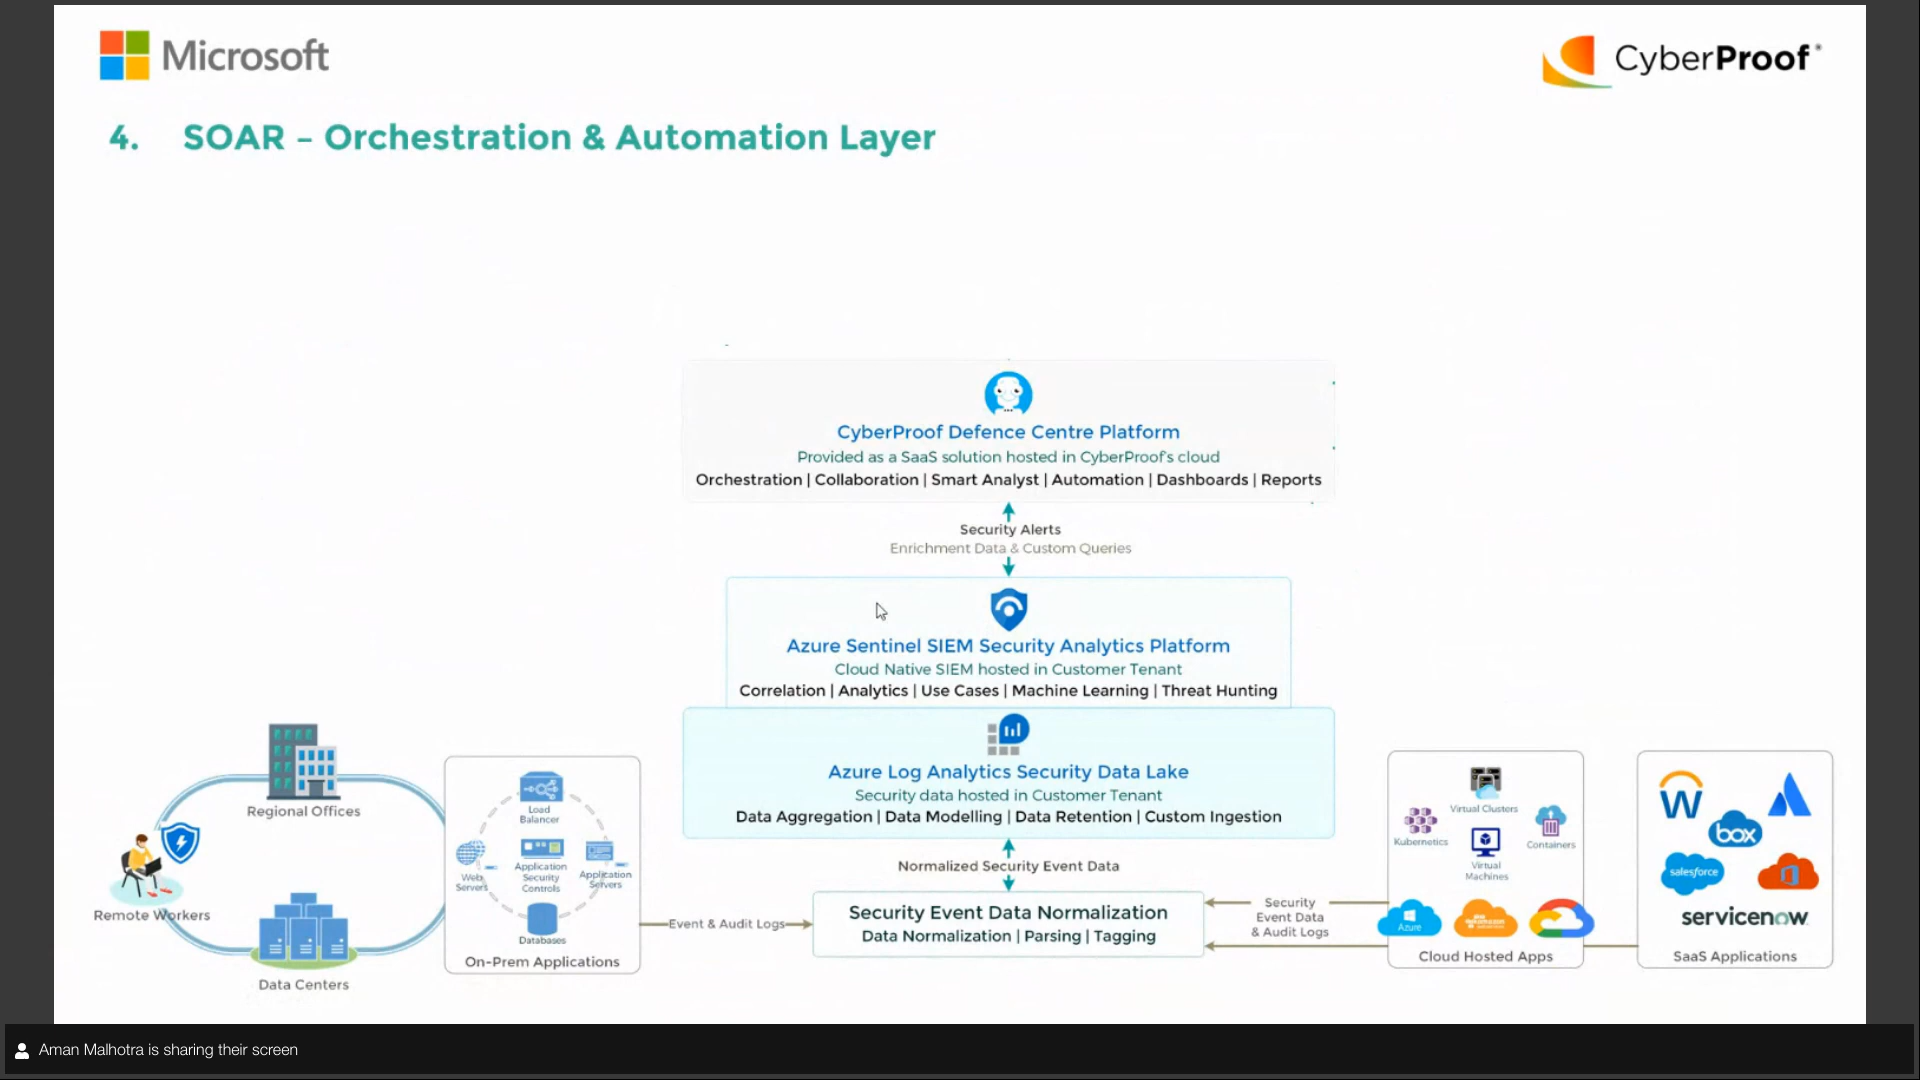 Microsoft
CyberProof
4. SOAR – Orchestration & Automation Layer
CyberProof Defence Centre Platform
Provided as a SaaS solution hosted in CyberProof's cloud
Orchestration | Collaboration | Smart Analyst | Automation | Dashboards | Reports
Security Alerts
Enrichment Data & Custom Queries
Azure Sentinel SIEM Security Analytics Platform
Cloud Native SIEM hosted in Customer Tenant
Correlation | Analytics | Use Cases | Machine Learning | Threat Hunting
Azure Log Analytics Security Data Lake
Security data hosted in Customer Tenant
Data Aggregation | Data Modelling | Data Retention | Custom Ingestion
Normalized Security Event Data
Security Event Data Normalization
Data Normalization | Parsing | Tagging
Regional Offices
Remote Workers
Data Centers
Load
Balancer
Web
Servers
Application
Security
Controls
Application
Servers
Databases
On-Prem Applications
Event & Audit Logs
Security
Event Data
& Audit Logs
Virtual Clusters
Kubernetics
Virtual
Machines
Containers
Azure
Cloud Hosted Apps
W
box
salesforce
servicenow
SaaS Applications
Aman Malhotra is sharing their screen